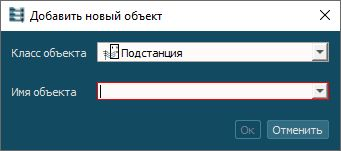 Добавить новый объект
Класс объекта Подстанция
Имя объекта
Ок Отменить